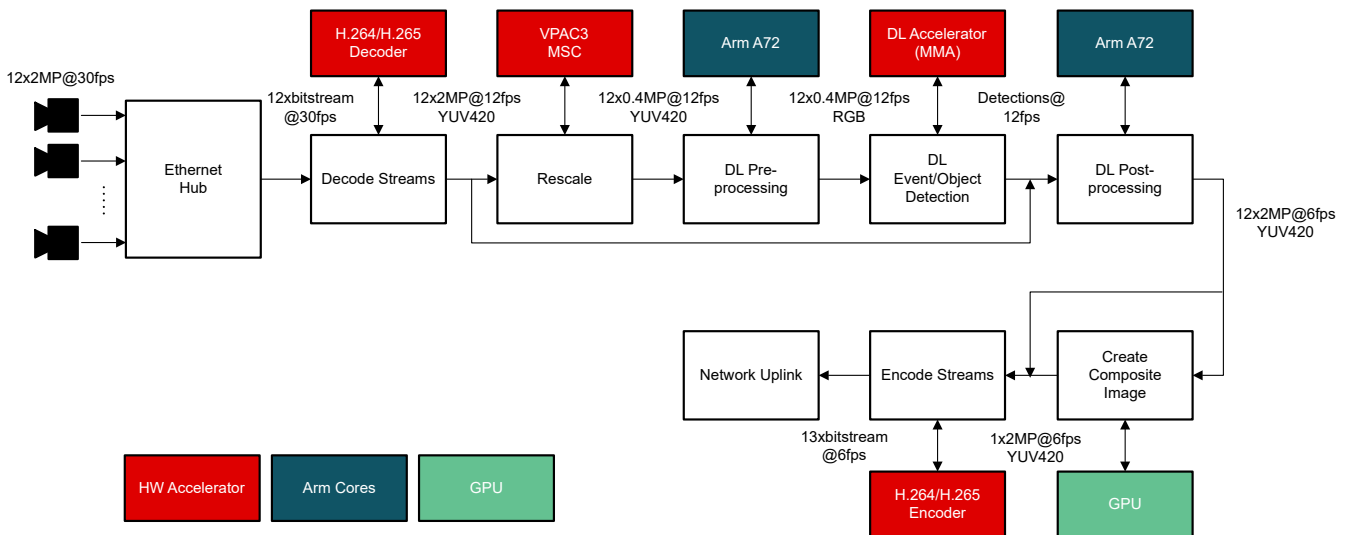 H.264/H.265
Decoder
VPAC3
MSC
Arm A72
DL Accelerator
(MMA)
Arm A72
12x2MP@30fps
12xbitstream
@30fps
12x2MP@12fps
YUV420
12x0.4MP@12fps
YUV420
12x0.4MP@12fps
RGB
Detections@
12fps
Ethernet
Hub
Decode Streams
Rescale
DL Pre-
processing
DL
Event/Object
Detection
DL Post-
processing
12x2MP@6fps
YUV420
Network Uplink
Encode Streams
Create
Composite
Image
13xbitstream
@6fps
1x2MP@6fps
YUV420
HW Accelerator
Arm Cores
GPU
H.264/H.265
Encoder
GPU